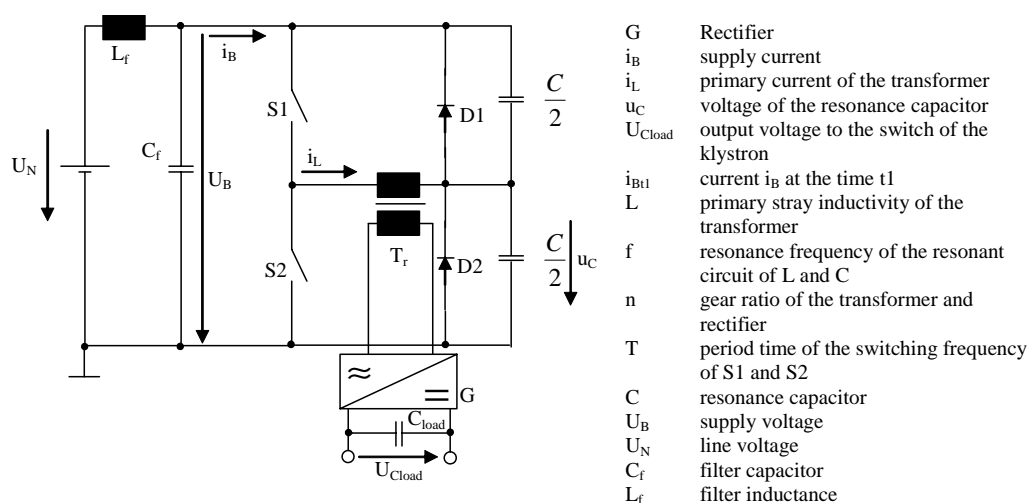 L_f
i_B
S1
D1
C/2
U_N
C_f
U_B
i_L
S2
T_r
D2
C/2
u_C
≈
=
G
C_load
U_Cload
G Rectifier
i_B supply current
i_L primary current of the transformer
u_C voltage of the resonance capacitor
U_Cload output voltage to the switch of the
klystron
i_Bt1 current i_B at the time t1
L primary stray inductivity of the
transformer
f resonance frequency of the resonant
circuit of L and C
n gear ratio of the transformer and
rectifier
T period time of the switching frequency
of S1 and S2
C resonance capacitor
U_B supply voltage
U_N line voltage
C_f filter capacitor
L_f filter inductance